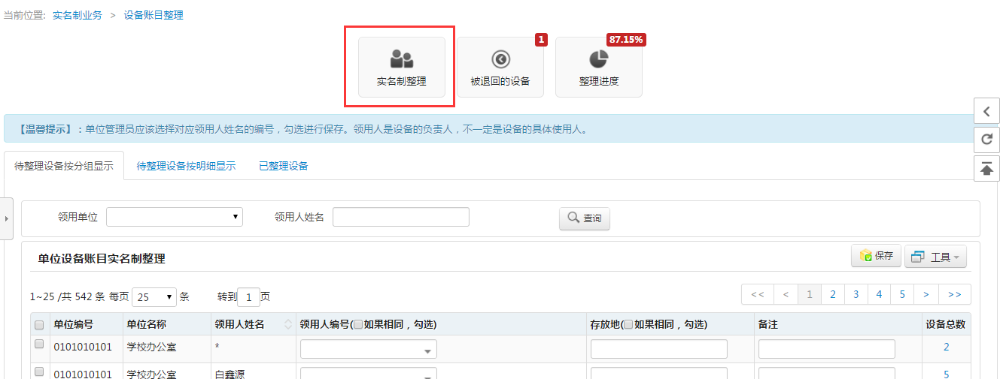 当前位置: 实名制业务 > 设备账目整理
1 87.15%
实名制整理 被退回的设备 整理进度
【温馨提示】：单位管理员应该选择对应领用人姓名的编号，勾选进行保存。领用人是设备的负责人，不一定是设备的具体使用人。
待整理设备按分组显示 待整理设备按明细显示 已整理设备
领用单位 领用人姓名 查询
单位设备账目实名制整理 保存 工具
1~25 /共 542 条 每页 25 条 转到 1 页 << < 1 2 3 4 5 > >>
单位编号 单位名称 领用人姓名 领用人编号(如果相同，勾选) 存放地(如果相同，勾选) 备注 设备总数
0101010101 学校办公室 * 2
0101010101 学校办公室 白鑫源 5